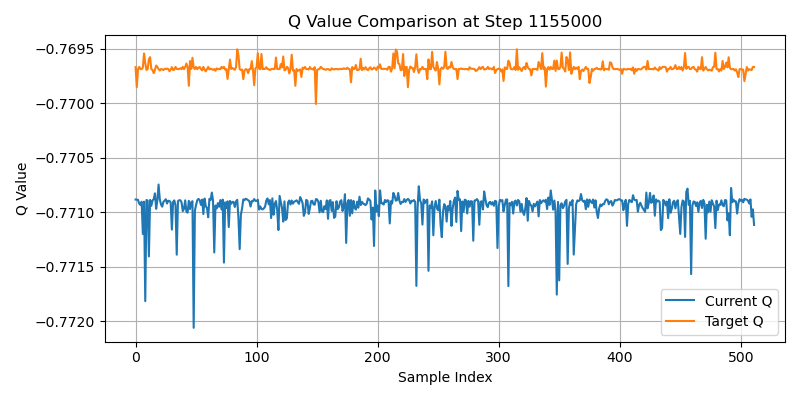 Q Value Comparison at Step 1155000
Q Value
−0.7695
−0.7700
−0.7705
−0.7710
−0.7715
−0.7720
0
100
200
300
400
500
Sample Index
Current Q
Target Q